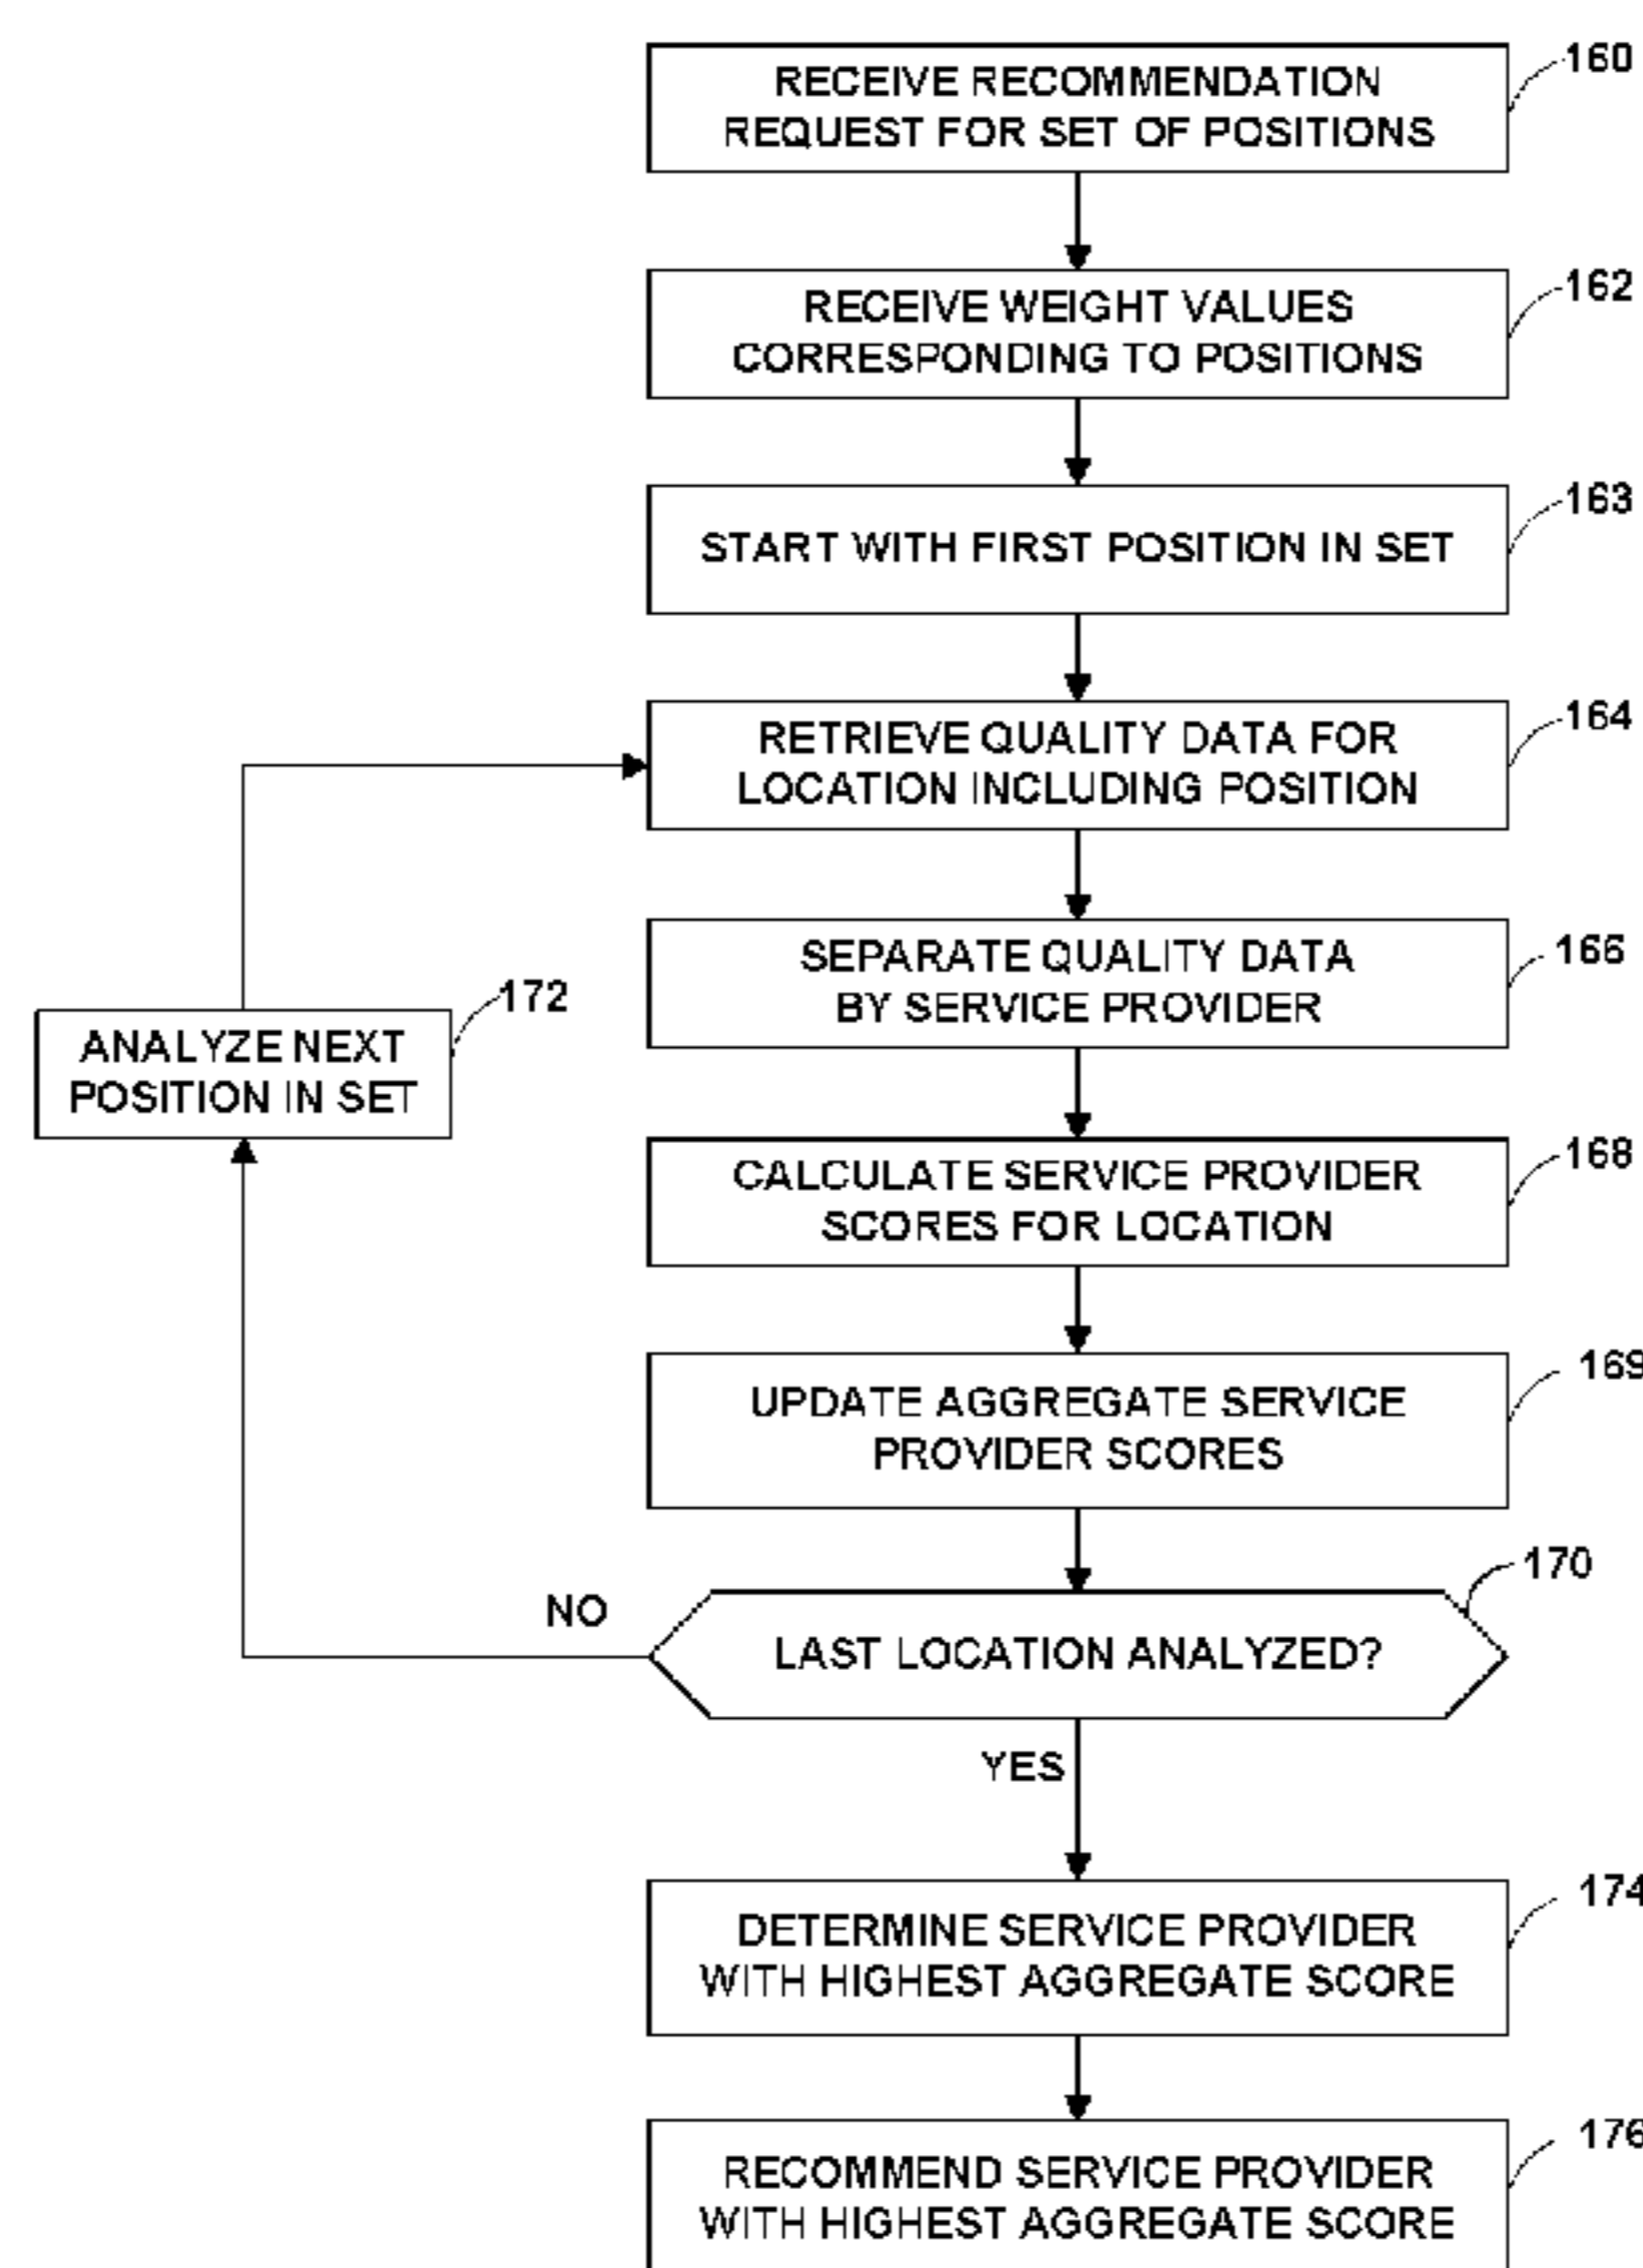 RECEIVE RECOMMENDATION
REQUEST FOR SET OF POSITIONS
160
RECEIVE WEIGHT VALUES
CORRESPONDING TO POSITIONS
162
START WITH FIRST POSITION IN SET
163
RETRIEVE QUALITY DATA FOR
LOCATION INCLUDING POSITION
164
SEPARATE QUALITY DATA
BY SERVICE PROVIDER
166
ANALYZE NEXT
POSITION IN SET
172
CALCULATE SERVICE PROVIDER
SCORES FOR LOCATION
168
UPDATE AGGREGATE SERVICE
PROVIDER SCORES
169
LAST LOCATION ANALYZED?
170
NO
YES
DETERMINE SERVICE PROVIDER
WITH HIGHEST AGGREGATE SCORE
174
RECOMMEND SERVICE PROVIDER
WITH HIGHEST AGGREGATE SCORE
176